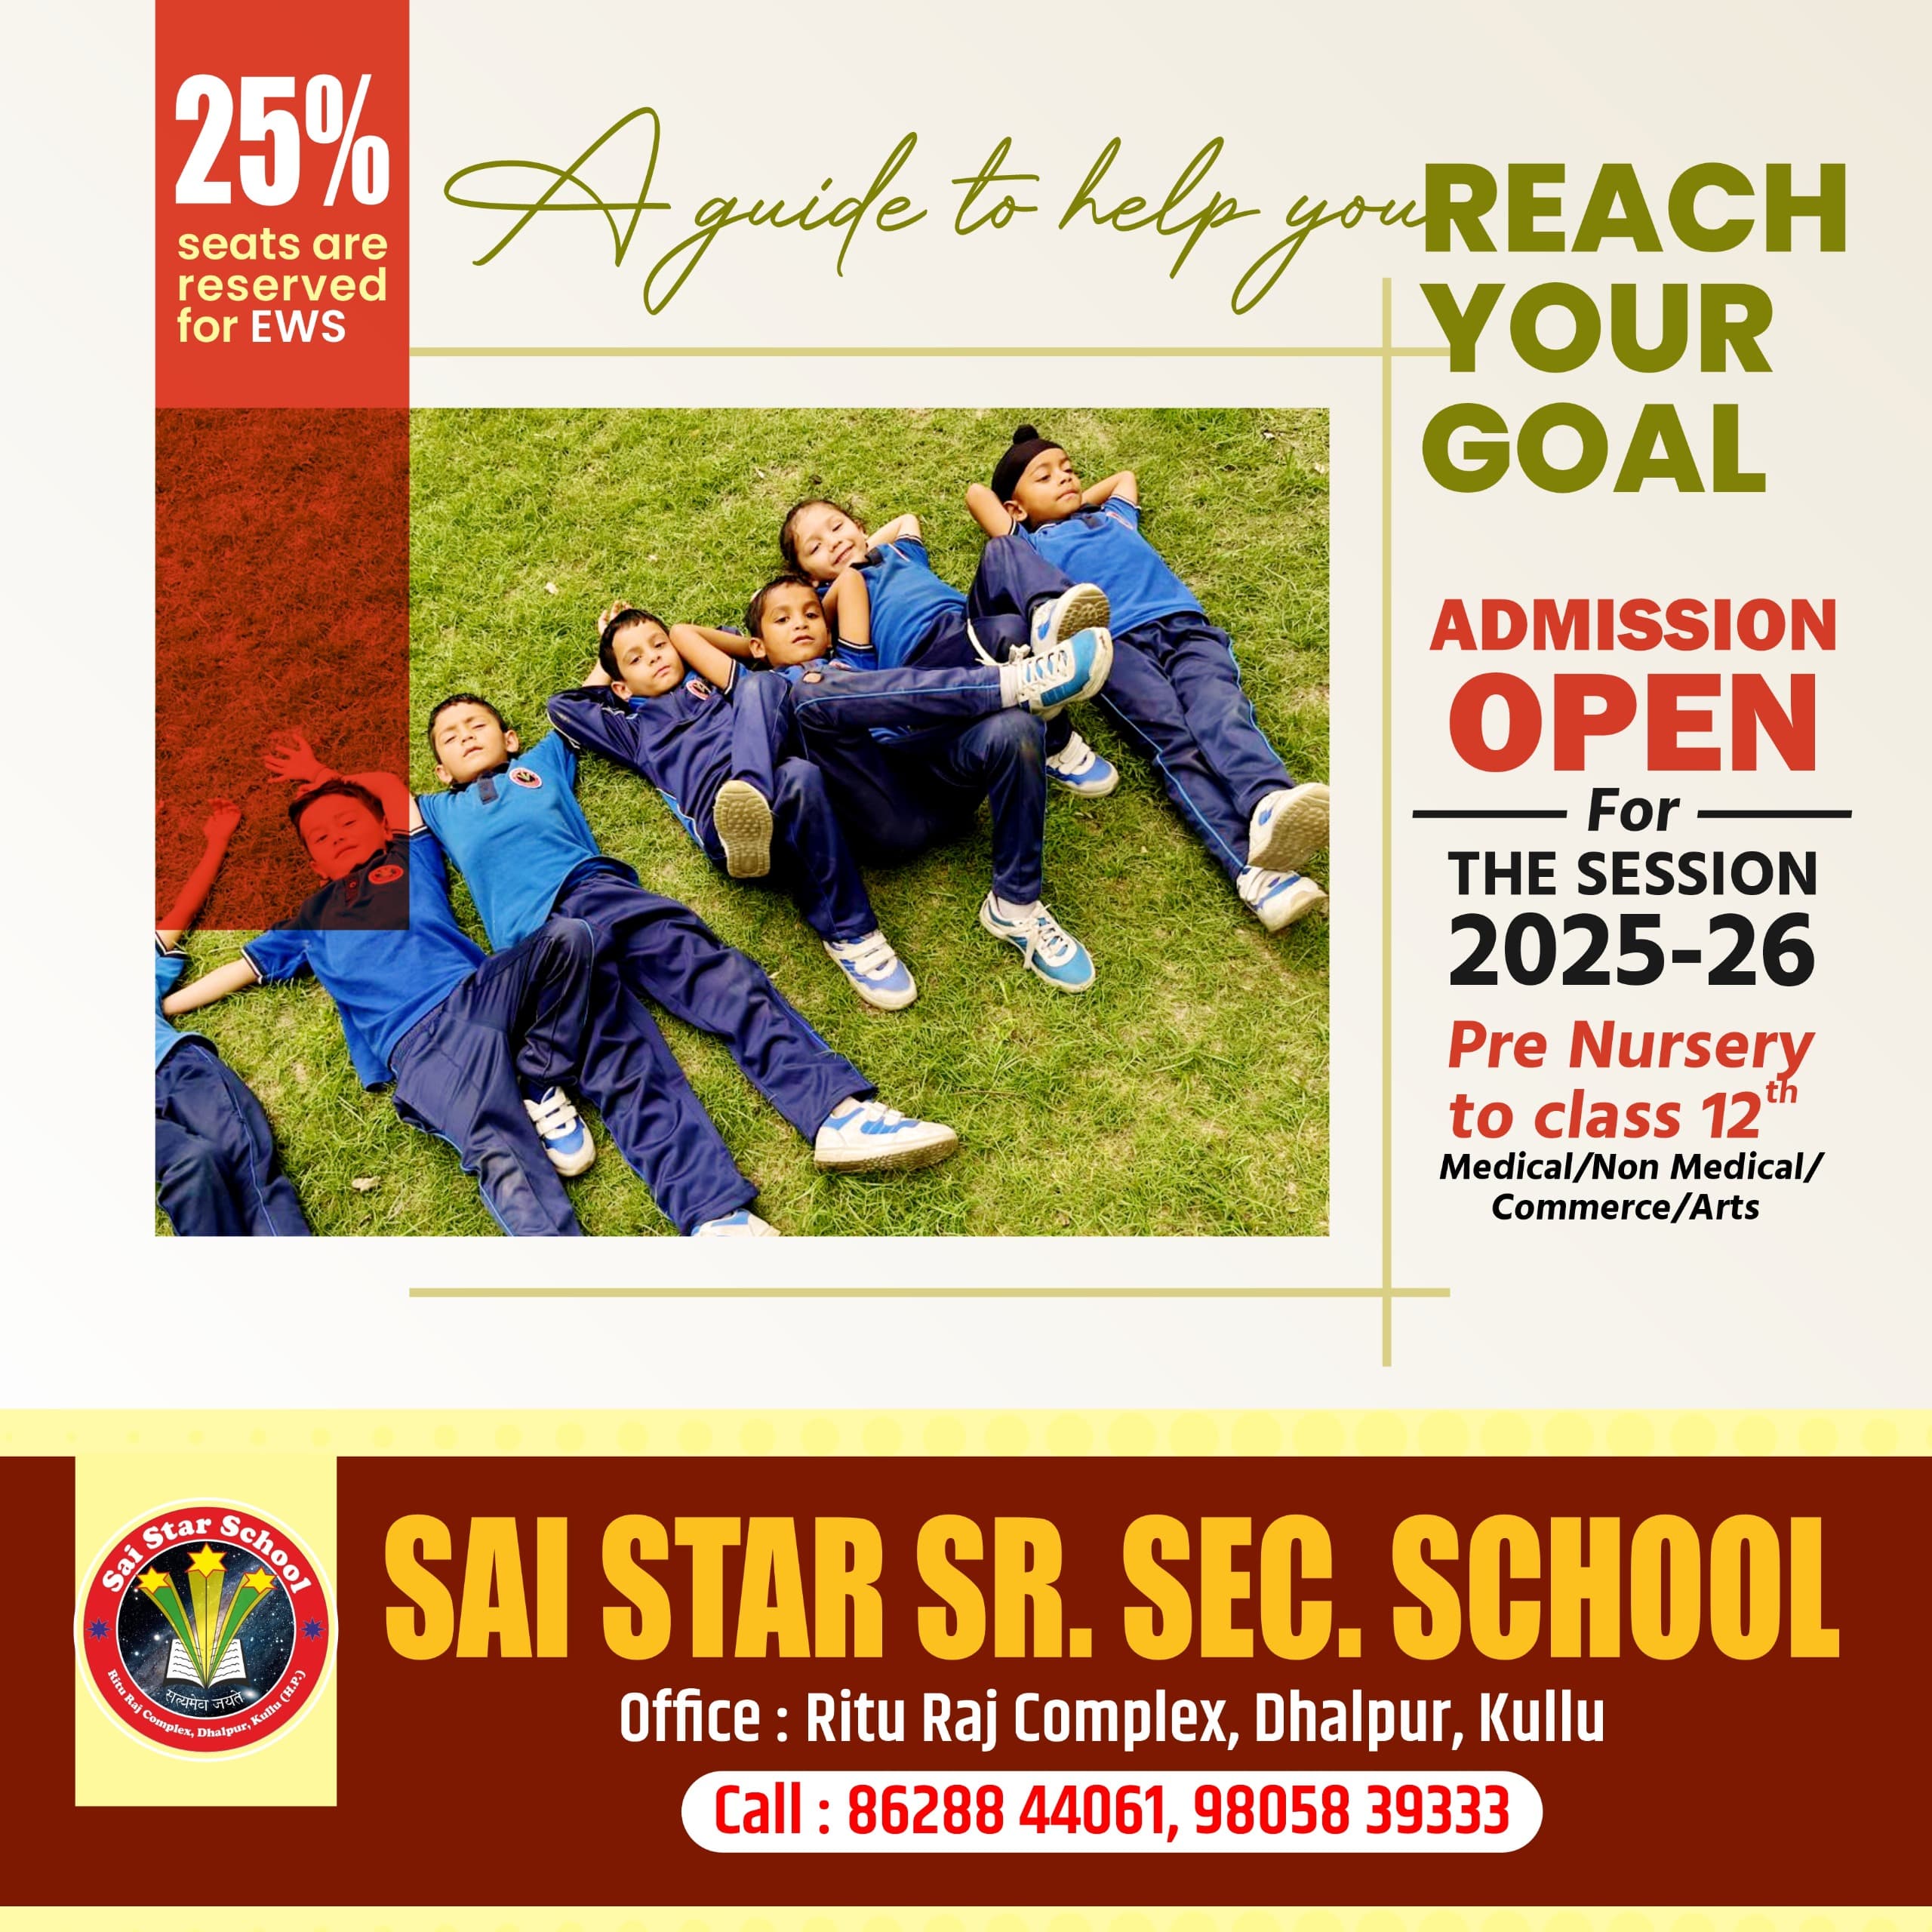 25%
seats are
reserved
for EWS
A guide to help you
REACH
YOUR
GOAL
ADMISSION
OPEN
For
THE SESSION
2025-26
Pre Nursery
to class 12th
Medical/Non Medical/
Commerce/Arts
Sai Star School
सत्यमेव जयते
Ritu Raj Complex, Dhalpur, Kullu (H.P.)
SAI STAR SR. SEC. SCHOOL
Office : Ritu Raj Complex, Dhalpur, Kullu
Call : 86288 44061, 98058 39333